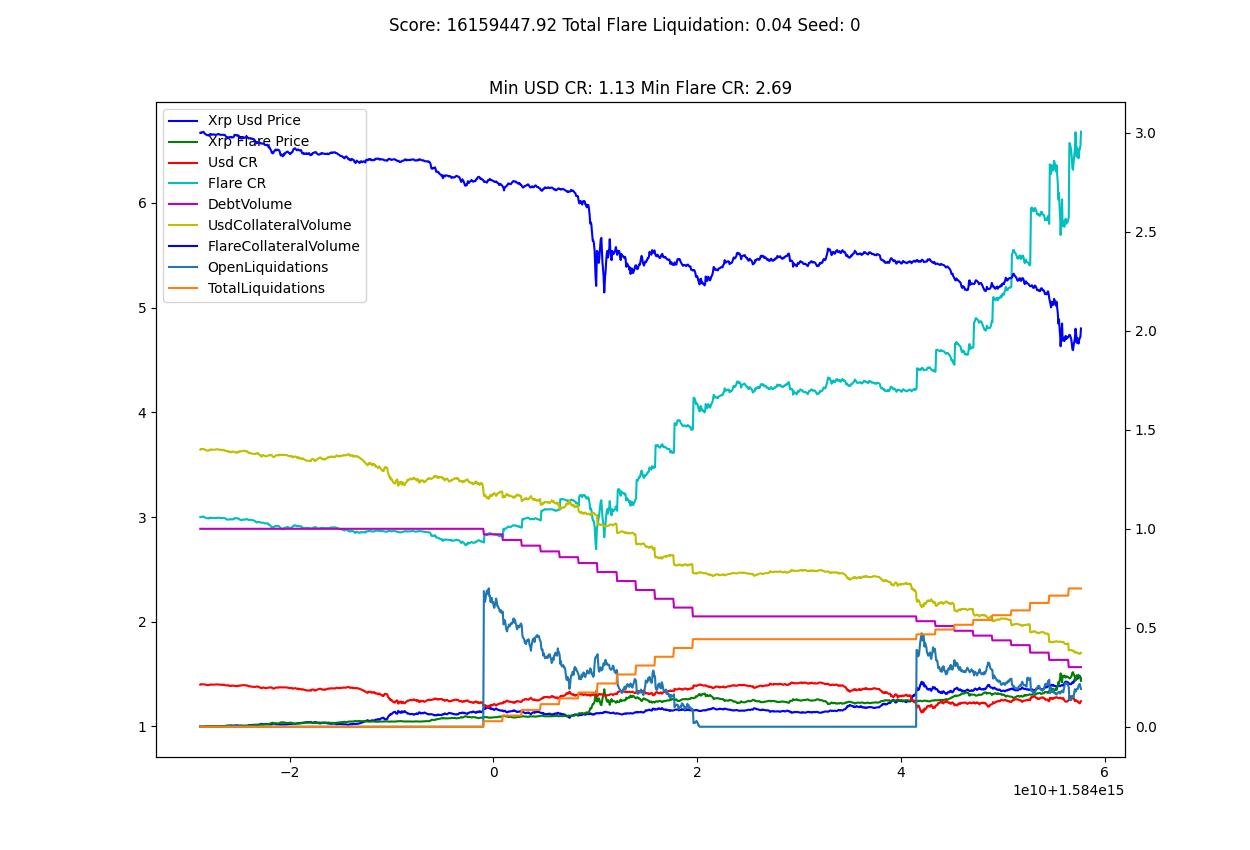 Score: 16159447.92 Total Flare Liquidation: 0.04 Seed: 0
Min USD CR: 1.13 Min Flare CR: 2.69
Xrp Usd Price
Xrp Flare Price
Usd CR
Flare CR
DebtVolume
UsdCollateralVolume
FlareCollateralVolume
OpenLiquidations
TotalLiquidations
6
5
4
3
2
1
3.0
2.5
2.0
1.5
1.0
0.5
0.0
−2
0
2
4
6
1e10+1.584e15